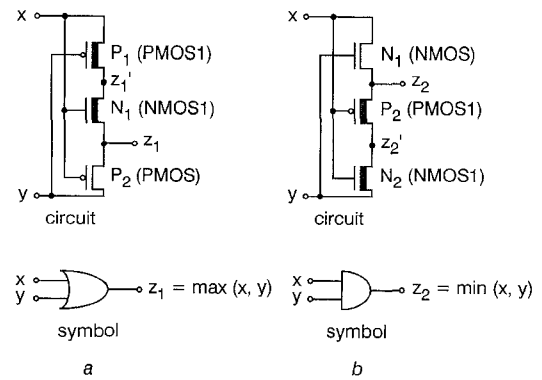 x
P₁ (PMOS1)
z₁'
N₁ (NMOS1)
z₁
P₂ (PMOS)
y
circuit
x
y
z₁ = max (x, y)
symbol
a
x
N₁ (NMOS)
z₂
P₂ (PMOS1)
z₂'
N₂ (NMOS1)
y
circuit
x
y
z₂ = min (x, y)
symbol
b